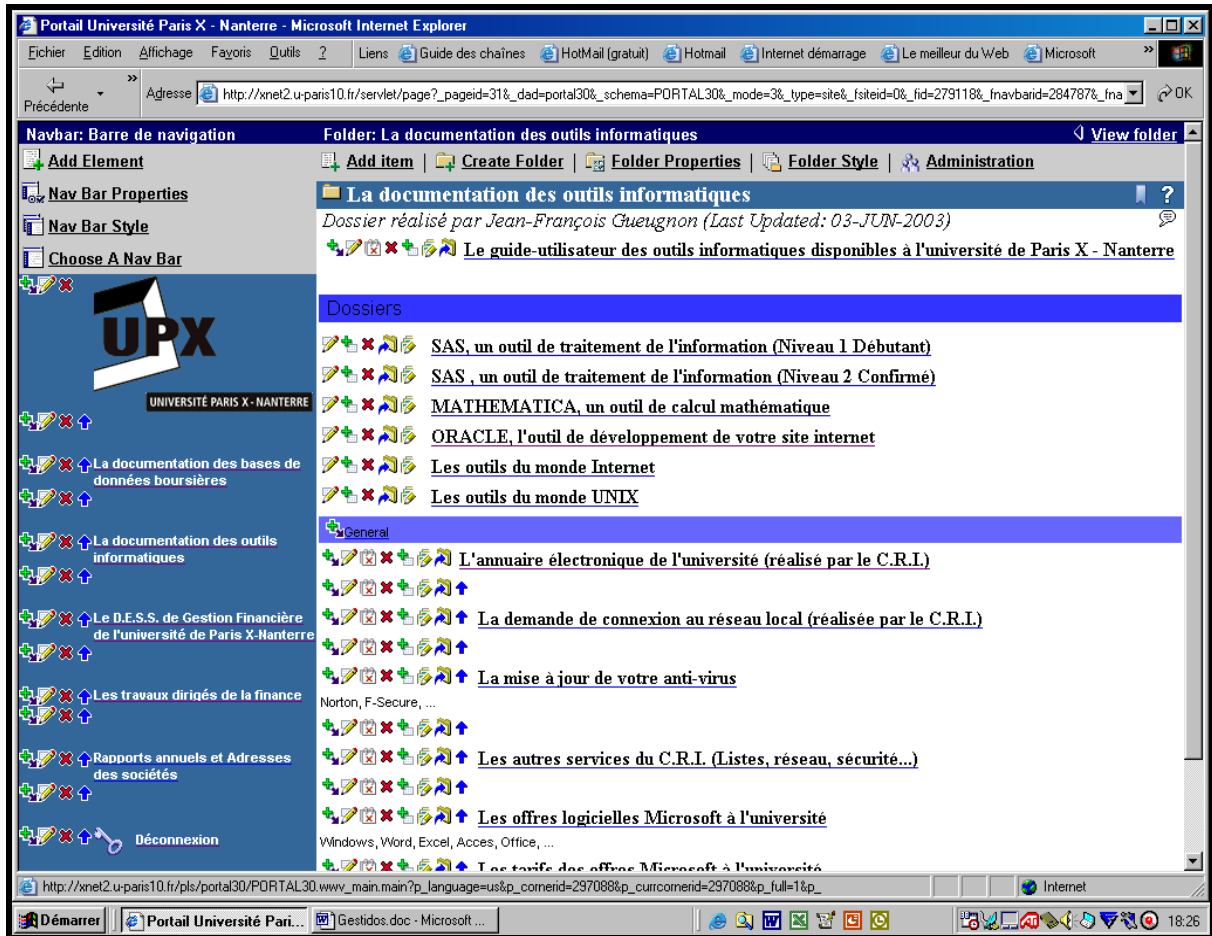 Portail Université Paris X - Nanterre - Microsoft Internet Explorer
Fichier Edition Affichage Favoris Outils ? Liens Guide des chaînes HotMail (gratuit) Hotmail Internet démarrage Le meilleur du Web Microsoft »
Précédente » Adresse http://xnet2.u-paris10.fr/servlet/page?_pageid=31&_dad=portal30&_schema=PORTAL30&_mode=3&_type=site&_fsiteid=0&_fid=279118&_fnavbarid=284787&_fna OK
Navbar: Barre de navigation
Add Element
Nav Bar Properties
Nav Bar Style
Choose A Nav Bar
UPX
UNIVERSITÉ PARIS X - NANTERRE
La documentation des bases de
données boursières
La documentation des outils
informatiques
Le D.E.S.S. de Gestion Financière
de l'université de Paris X-Nanterre
Les travaux dirigés de la finance
Rapports annuels et Adresses
des sociétés
Déconnexion
Folder: La documentation des outils informatiques View folder
Add item | Create Folder | Folder Properties | Folder Style | Administration
La documentation des outils informatiques ?
Dossier réalisé par Jean-François Gueugnon (Last Updated: 03-JUN-2003)
Le guide-utilisateur des outils informatiques disponibles à l'université de Paris X - Nanterre
Dossiers
SAS, un outil de traitement de l'information (Niveau 1 Débutant)
SAS , un outil de traitement de l'information (Niveau 2 Confirmé)
MATHEMATICA, un outil de calcul mathématique
ORACLE, l'outil de développement de votre site internet
Les outils du monde Internet
Les outils du monde UNIX
General
L'annuaire électronique de l'université (réalisé par le C.R.I.)
La demande de connexion au réseau local (réalisée par le C.R.I.)
La mise à jour de votre anti-virus
Norton, F-Secure, ...
Les autres services du C.R.I. (Listes, réseau, sécurité...)
Les offres logicielles Microsoft à l'université
Windows, Word, Excel, Acces, Office, ...
Les tarifs des offres Microsoft à l'université
http://xnet2.u-paris10.fr/pls/portal30/PORTAL30.wwv_main.main?p_language=us&p_cornerid=297088&p_currcornerid=297088&p_full=1&p_ Internet
Démarrer Portail Université Pari... Gestidos.doc - Microsoft ... 18:26